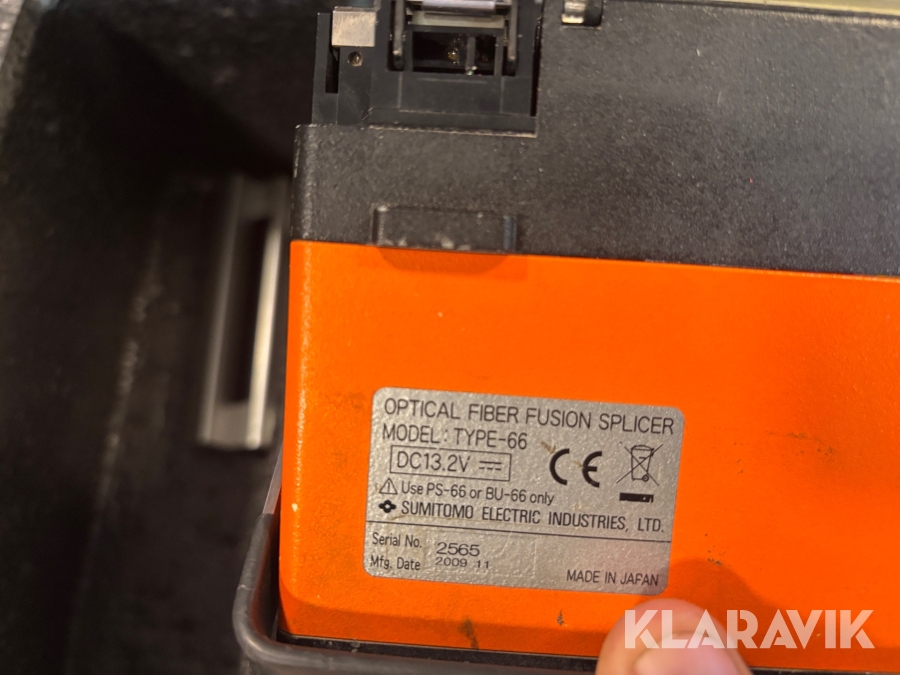 OPTICAL FIBER FUSION SPLICER
MODEL: TYPE-66
DC13.2V
CE
Use PS-66 or BU-66 only
SUMITOMO ELECTRIC INDUSTRIES, LTD.
Serial No. 2565
Mfg. Date 2009 11
MADE IN JAPAN
KLARAVIK